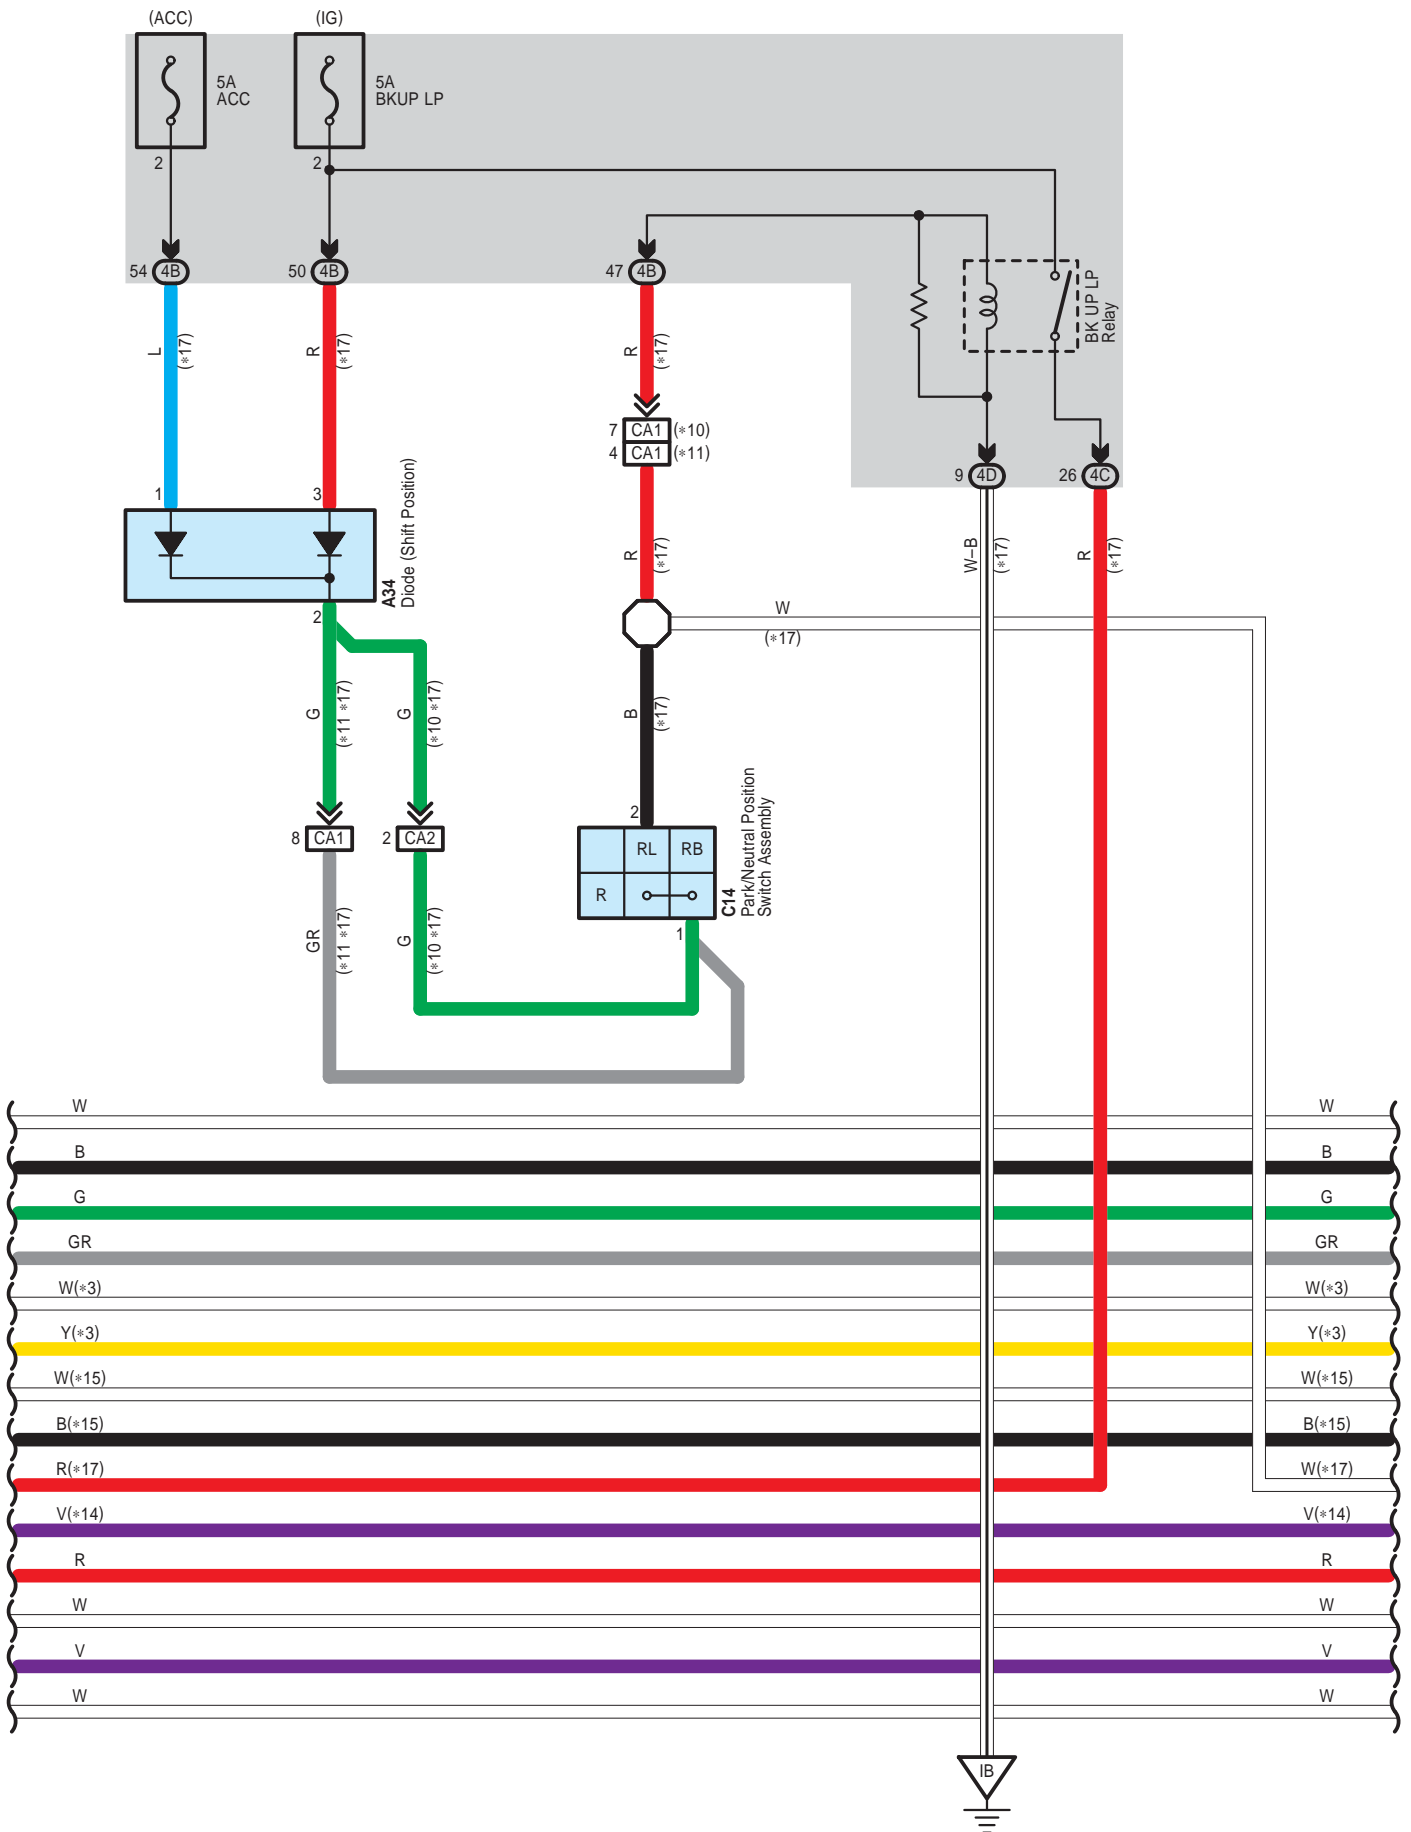 (ACC)
(IG)
5A
ACC
5A
BKUP LP
2
2
54 4B
50 4B
47 4B
BK UP LP
Relay
L
(*17)
R
(*17)
R
(*17)
7 CA1 (*10)
4 CA1 (*11)
9 4D
26 4C
1
3
A34
Diode (Shift Position)
R
(*17)
W-B
(*17)
R
(*17)
2
W
(*17)
G
(*11 *17)
G
(*10 *17)
B
(*17)
8 CA1
2 CA2
2
RL
RB
R
C14
Park/Neutral Position
Switch Assembly
1
GR
(*11 *17)
G
(*10 *17)
W W
B B
G G
GR GR
W(*3) W(*3)
Y(*3) Y(*3)
W(*15) W(*15)
B(*15) B(*15)
R(*17) W(*17)
V(*14) V(*14)
R R
W W
V V
W W
IB